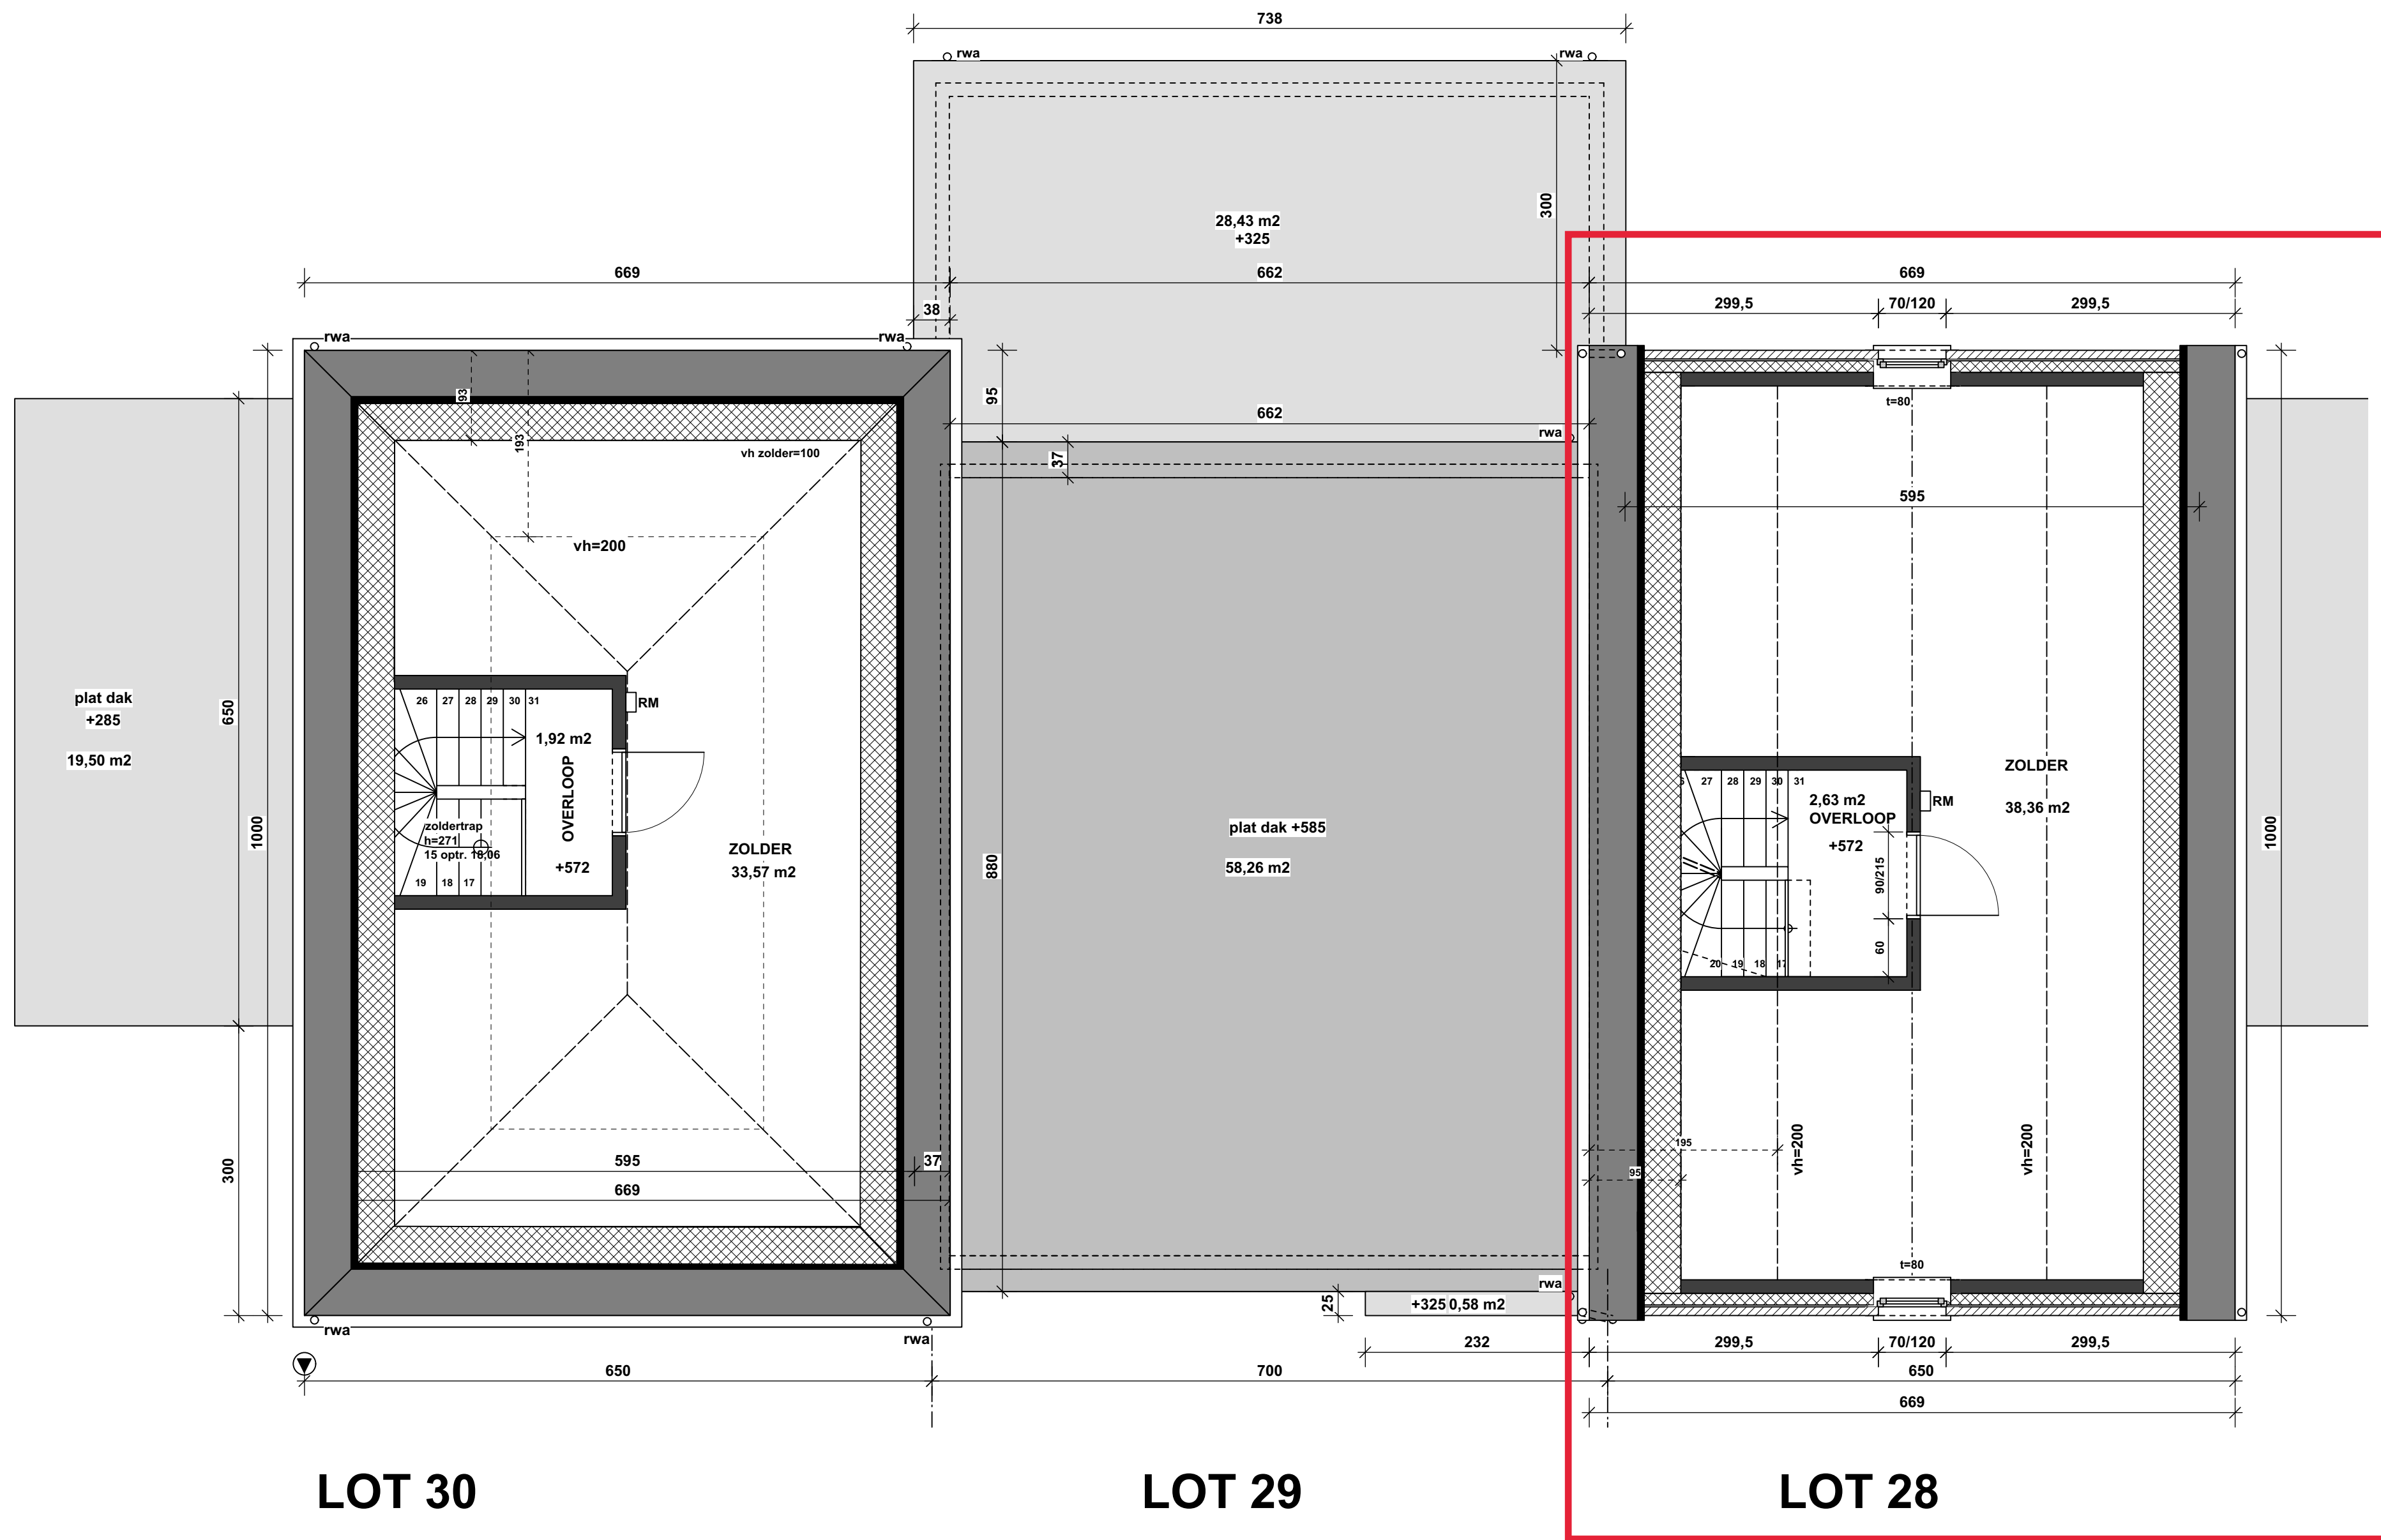 738
rwa
rwa
300
28,43 m2
+325
669
662
669
38
299,5
70/120
299,5
rwa
rwa
93
193
95
662
rwa
t=80
vh zolder=100
37
595
vh=200
plat dak
+285
19,50 m2
650
1000
26
27
28
29
30
31
RM
1,92 m2
OVERLOOP
+572
zoldertrap
h=271
15 optr. 18,06
19
18
17
ZOLDER
33,57 m2
880
plat dak +585
58,26 m2
27
28
29
30
31
2,63 m2
OVERLOOP
+572
RM
90/215
60
20
19
18
17
ZOLDER
38,36 m2
1000
300
595
37
669
195
95
vh=200
vh=200
t=80
rwa
rwa
rwa
25
+325
0,58 m2
232
299,5
70/120
299,5
650
700
650
669
LOT 30
LOT 29
LOT 28